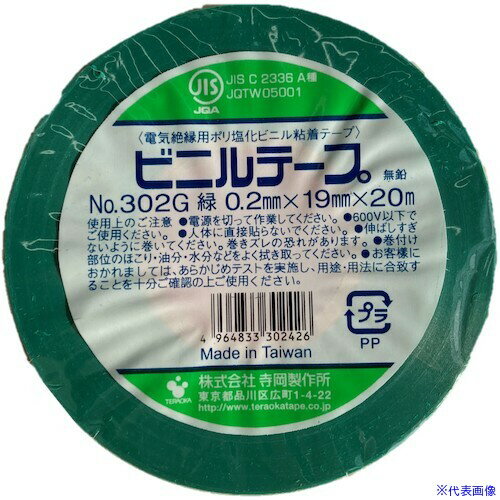 JIS
JQA
JIS C 2336 A種
JQTW05001
〈電気絶縁用ポリ塩化ビニル粘着テープ〉
ビニルテープ 無鉛
No.302G 緑 0.2mm×19mm×20m
使用上のご注意 ●電源を切って作業してください。●600V以下で
ご使用ください。●人体に直接貼らないでください。●伸ばしすぎ
ないように巻いてください。巻きズレの恐れがあります。●巻付け
部位のほこり・油分・水分などをよく拭き取ってください。●お客様に
おかれましては、あらかじめテストを実施し、用途・用法に合致す
ることを十分ご確認の上ご使用ください。
4 964833 302426
Made in Taiwan
プラ
PP
TERAOKA
株式会社 寺岡製作所
東京都品川区広町1-4-22
http://www.teraokatape.co.jp/
※代表画像